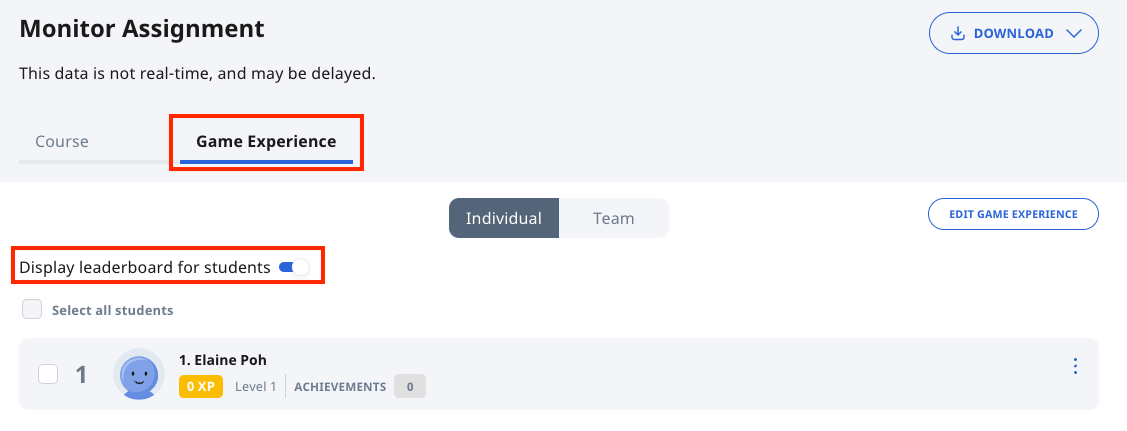 Monitor Assignment
DOWNLOAD
This data is not real-time, and may be delayed.
Course
Game Experience
Individual
Team
EDIT GAME EXPERIENCE
Display leaderboard for students
Select all students
1
1. Elaine Poh
0 XP Level 1 ACHIEVEMENTS 0